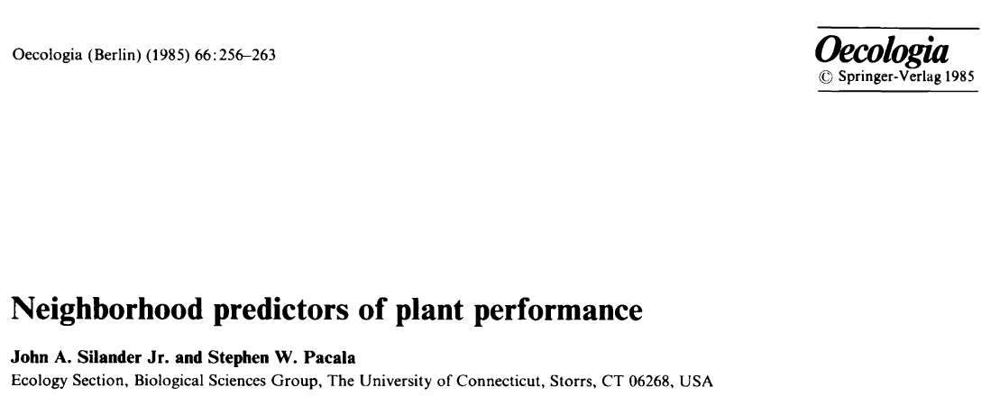 Oecologia (Berlin) (1985) 66:256–263
Oecologia
© Springer-Verlag 1985
Neighborhood predictors of plant performance
John A. Silander Jr. and Stephen W. Pacala
Ecology Section, Biological Sciences Group, The University of Connecticut, Storrs, CT 06268, USA